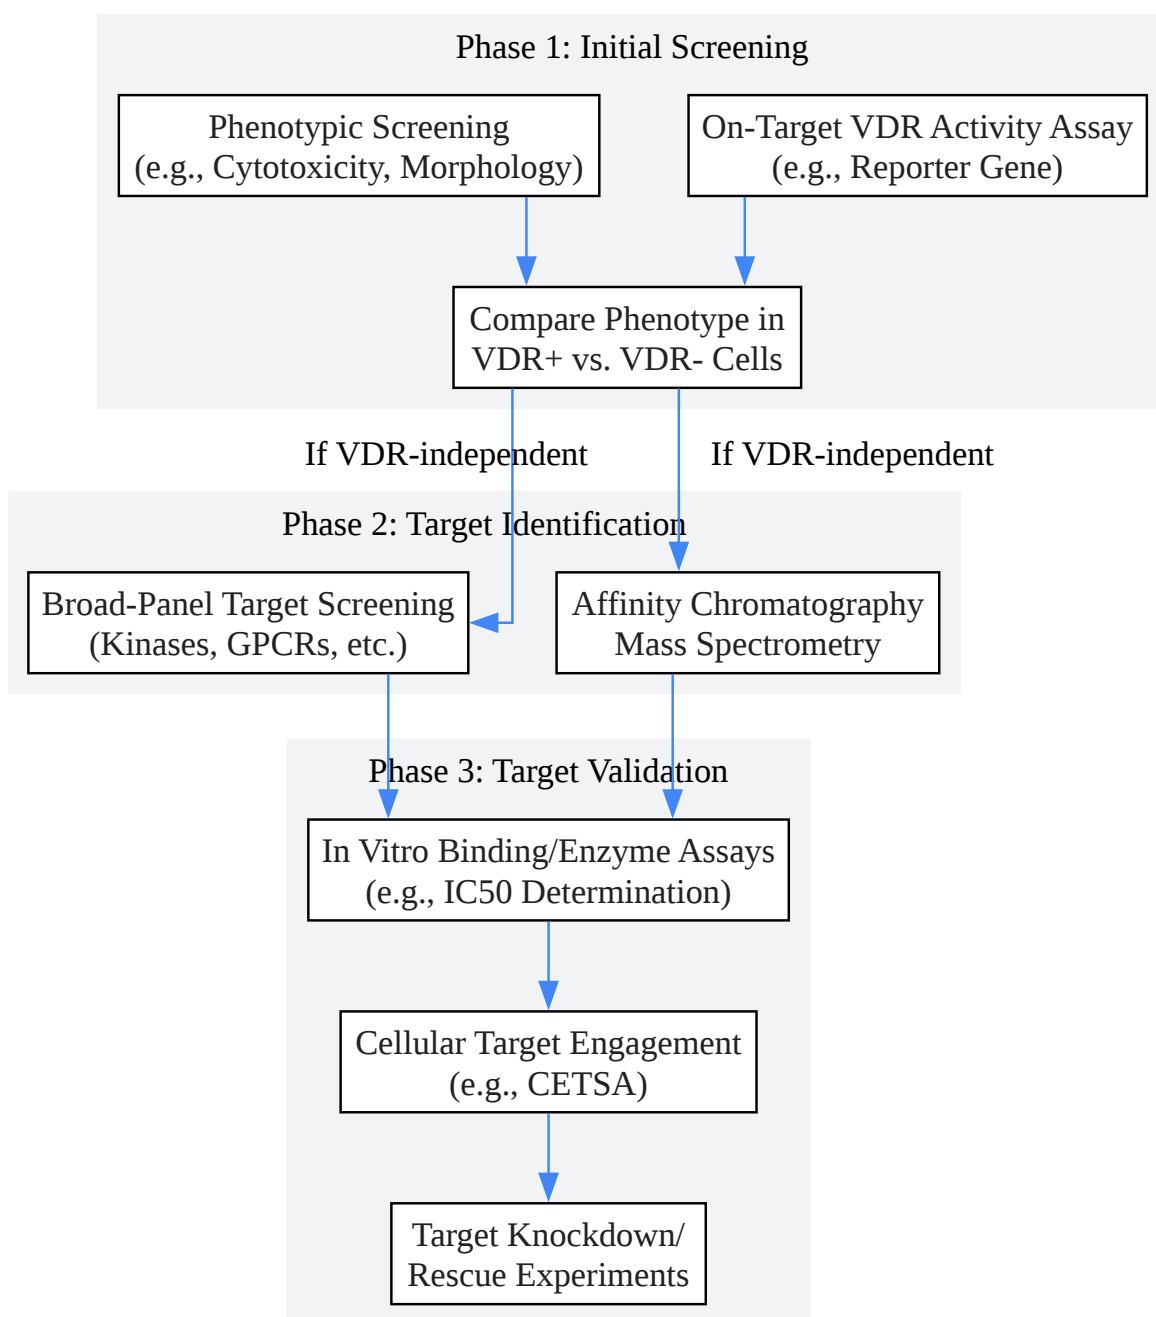 Phase 1: Initial Screening
Phenotypic Screening
(e.g., Cytotoxicity, Morphology)
On-Target VDR Activity Assay
(e.g., Reporter Gene)
Compare Phenotype in
VDR+ vs. VDR- Cells
If VDR-independent
If VDR-independent
Phase 2: Target Identification
Broad-Panel Target Screening
(Kinases, GPCRs, etc.)
Affinity Chromatography
Mass Spectrometry
Phase 3: Target Validation
In Vitro Binding/Enzyme Assays
(e.g., IC50 Determination)
Cellular Target Engagement
(e.g., CETSA)
Target Knockdown/
Rescue Experiments